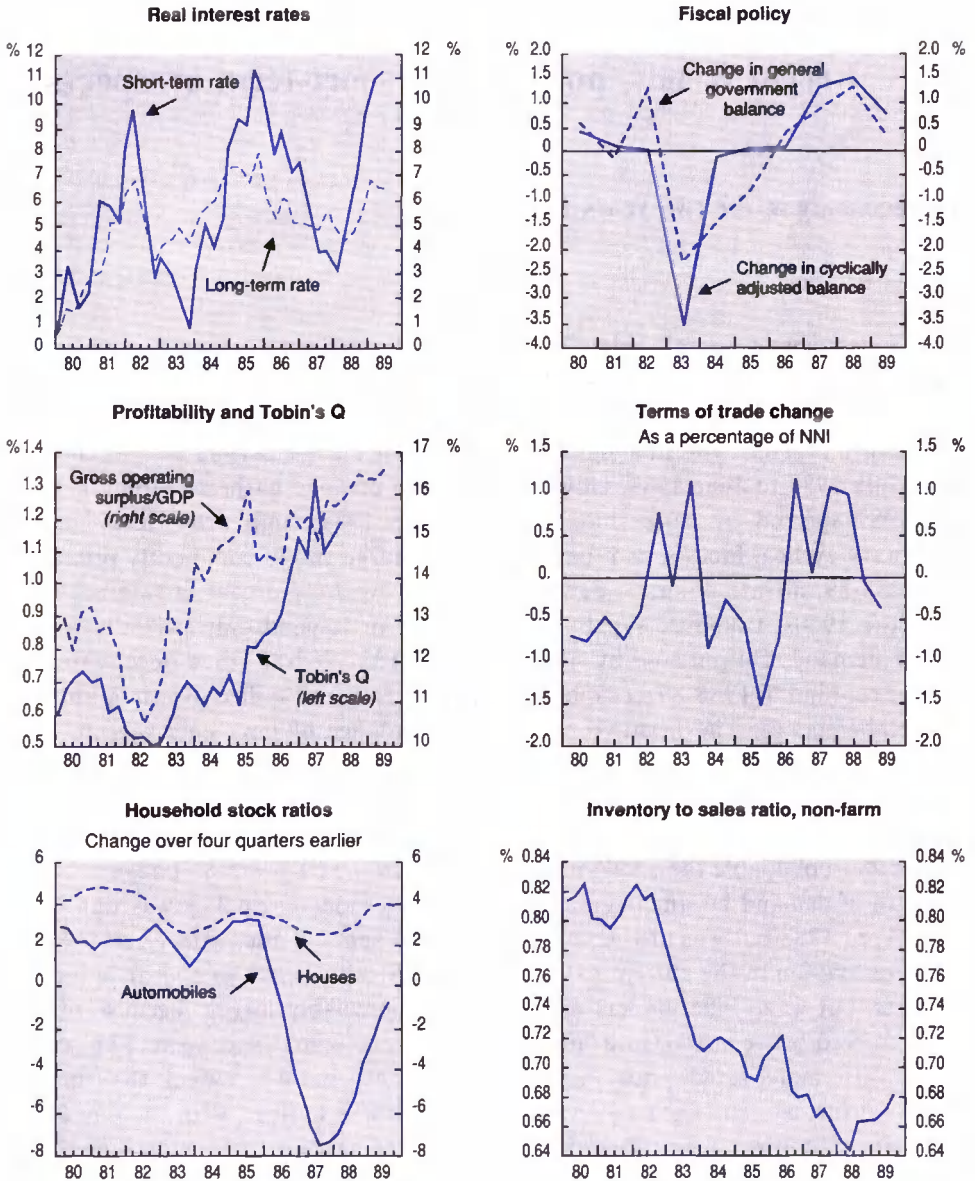 Real interest rates
% 12 12 %
11 11
10 10
9 9
8 8
7 7
6 6
5 5
4 4
3 3
2 2
1 1
0 0
Short-term rate
Long-term rate
80 81 82 83 84 85 86 87 88 89
Fiscal policy
% 2.0 2.0 %
1.5 1.5
1.0 1.0
0.5 0.5
0 0
-0.5 -0.5
-1.0 -1.0
-1.5 -1.5
-2.0 -2.0
-2.5 -2.5
-3.0 -3.0
-3.5 -3.5
-4.0 -4.0
Change in general
government
balance
Change in cyclically
adjusted balance
80 81 82 83 84 85 86 87 88 89
Profitability and Tobin's Q
% 1.4 17 %
1.3 16
1.2 15
1.1 14
1.0 13
0.9 12
0.8 11
0.7 10
0.6
0.5
Gross operating
surplus/GDP
(right scale)
Tobin's Q
(left scale)
80 81 82 83 84 85 86 87 88 89
Terms of trade change
As a percentage of NNI
% 1.5 1.5 %
1.0 1.0
0.5 0.5
0. 0.
-0.5 -0.5
-1.0 -1.0
-1.5 -1.5
-2.0 -2.0
80 81 82 83 84 85 86 87 88 89
Household stock ratios
Change over four quarters earlier
6 6
4 4
2 2
0 0
-2 -2
-4 -4
-6 -6
-8 -8
Automobiles
Houses
80 81 82 83 84 85 86 87 88 89
Inventory to sales ratio, non-farm
% 0.84 0.84 %
0.82 0.82
0.80 0.80
0.78 0.78
0.76 0.76
0.74 0.74
0.72 0.72
0.70 0.70
0.68 0.68
0.66 0.66
0.64 0.64
80 81 82 83 84 85 86 87 88 89